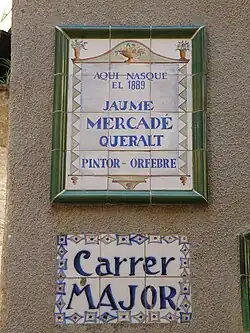 AQUI NASQUE
EL 1889
JAUME
MERCADÉ
QUERALT
PINTOR-ORFEBRE
Carrer
MAJOR